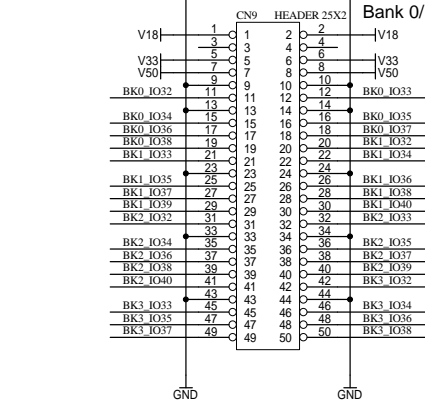 CN9 HEADER 25X2 Bank 0/
V18 1 1 2 2 V18
3 3 4 4
V33 5 5 6 6 V33
V50 7 7 8 8 V50
9 9 10 10
BK0_IO32 11 11 12 12 BK0_IO33
13 13 14 14
BK0_IO34 15 15 16 16 BK0_IO35
BK0_IO36 17 17 18 18 BK0_IO37
BK0_IO38 19 19 20 20 BK1_IO32
BK1_IO33 21 21 22 22 BK1_IO34
23 23 24 24
BK1_IO35 25 25 26 26 BK1_IO36
BK1_IO37 27 27 28 28 BK1_IO38
BK1_IO39 29 29 30 30 BK1_IO40
BK2_IO32 31 31 32 32 BK2_IO33
33 33 34 34
BK2_IO34 35 35 36 36 BK2_IO35
BK2_IO36 37 37 38 38 BK2_IO37
BK2_IO38 39 39 40 40 BK2_IO39
BK2_IO40 41 41 42 42 BK3_IO32
43 43 44 44
BK3_IO33 45 45 46 46 BK3_IO34
BK3_IO35 47 47 48 48 BK3_IO36
BK3_IO37 49 49 50 50 BK3_IO38
GND GND